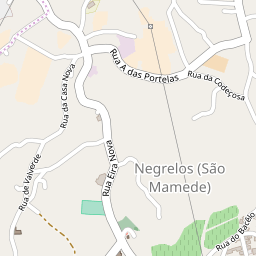 Rua A das Portelas
Rua da Codeçosa
Rua da Casa Nova
Rua Eira Nova
Rua de Valverde
Negrelos (São
Mamede)
Rua do Bacêlo